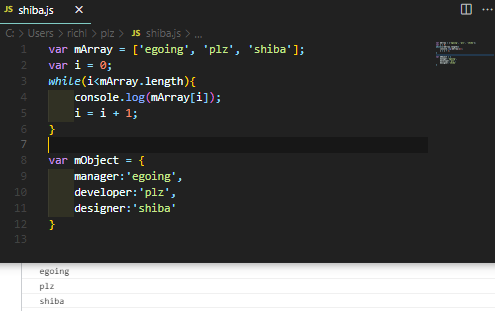 JS shiba.js ×
C: > Users > richl > plz > JS shiba.js > ...
1 var mArray = ['egoing', 'plz', 'shiba'];
2 var i = 0;
3 while(i<mArray.length){
4 console.log(mArray[i]);
5 i = i + 1;
6 }
7
8 var mObject = {
9 manager:'egoing',
10 developer:'plz',
11 designer:'shiba'
12 }
13
egoing
plz
shiba